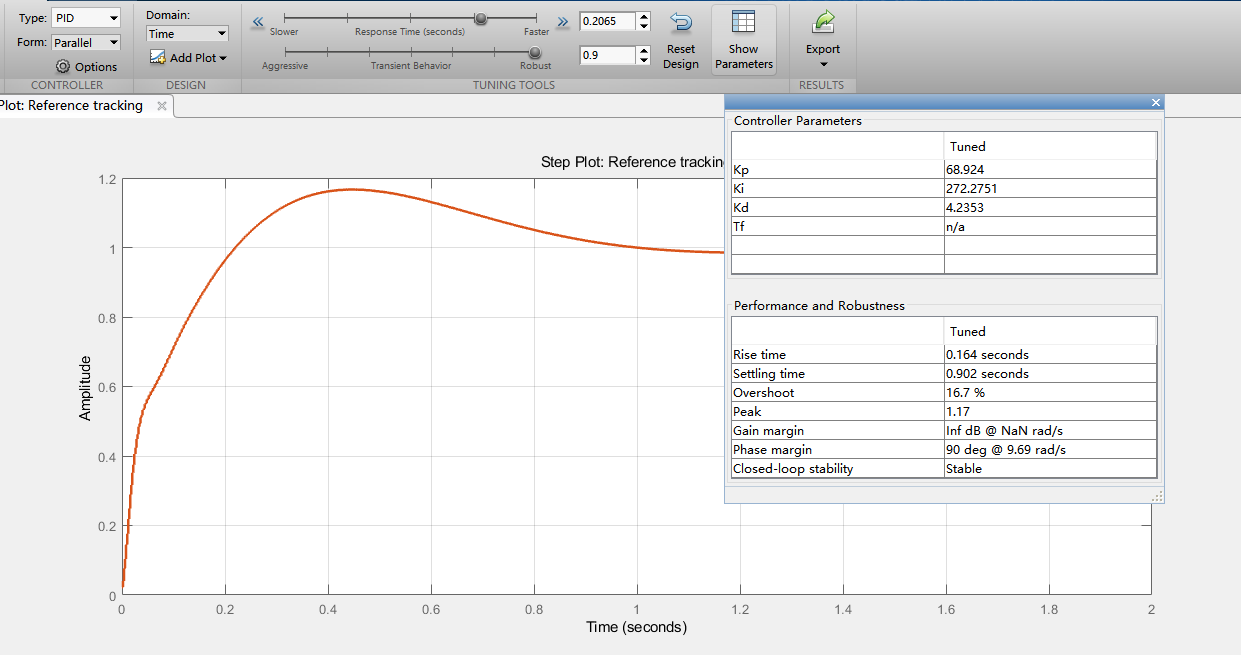 Type: PID
Form: Parallel
Options
CONTROLLER
Domain:
Time
Add Plot
DESIGN
Slower Response Time (seconds) Faster
0.2065
Aggressive Transient Behavior Robust
0.9
TUNING TOOLS
Reset
Design
Show
Parameters
Export
RESULTS
Plot: Reference tracking
Step Plot: Reference trackin
Amplitude
1.2
1
0.8
0.6
0.4
0.2
0
0 0.2 0.4 0.6 0.8 1 1.2 1.4 1.6 1.8 2
Time (seconds)
Controller Parameters
Tuned
Kp 68.924
Ki 272.2751
Kd 4.2353
Tf n/a
Performance and Robustness
Tuned
Rise time 0.164 seconds
Settling time 0.902 seconds
Overshoot 16.7 %
Peak 1.17
Gain margin Inf dB @ NaN rad/s
Phase margin 90 deg @ 9.69 rad/s
Closed-loop stability Stable